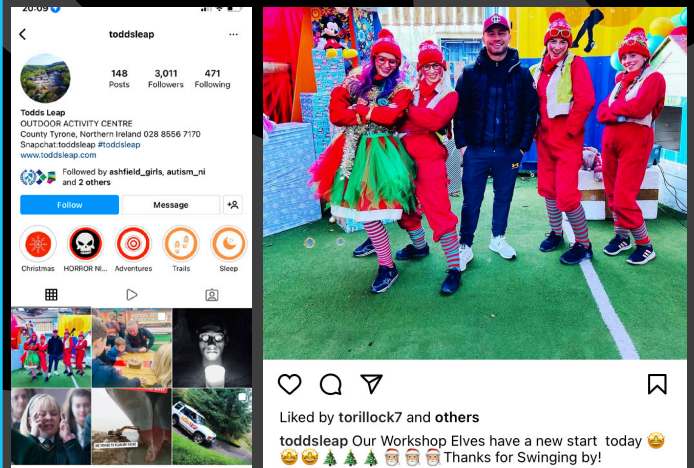 20:09
toddsleap
148
3,011
471
Posts
Followers
Following
Todds Leap
OUTDOOR ACTIVITY CENTRE
County Tyrone, Northern Ireland 028 8556 7170
Snapchat:toddsleap #toddsleap
www.toddsleap.com
Followed by ashfield_girls, autism_ni
and 2 others
Follow
Message
Christmas
HORROR NI...
Adventures
Trails
Sleep
Liked by torillock7 and others
toddsleap Our Workshop Elves have a new start today 🤩
🤩🤩🎄🎄🎄🎅🏼🎅🏼🎅🏼Thanks for Swinging by!